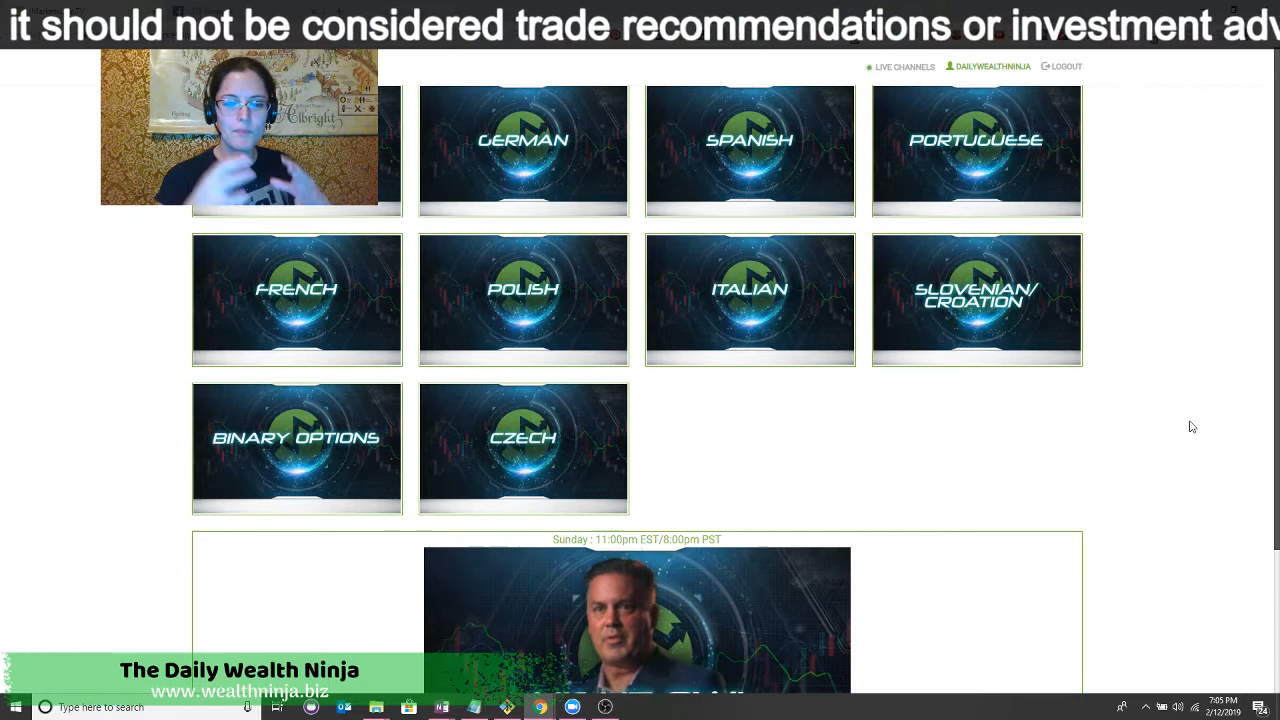 it should not be considered trade recommendations or investment adv
LIVE CHANNELS DAILYWEALTHNINJA LOGOUT
Albright
GERMAN
SPANISH
PORTUGUESE
FRENCH
POLISH
ITALIAN
SLOVENIAN/
CROATION
BINARY OPTIONS
CZECH
Sunday : 11:00pm EST/8:00pm PST
The Daily Wealth Ninja
www.wealthninja.biz
Type here to search
7:05 PM
2/12/2019
24